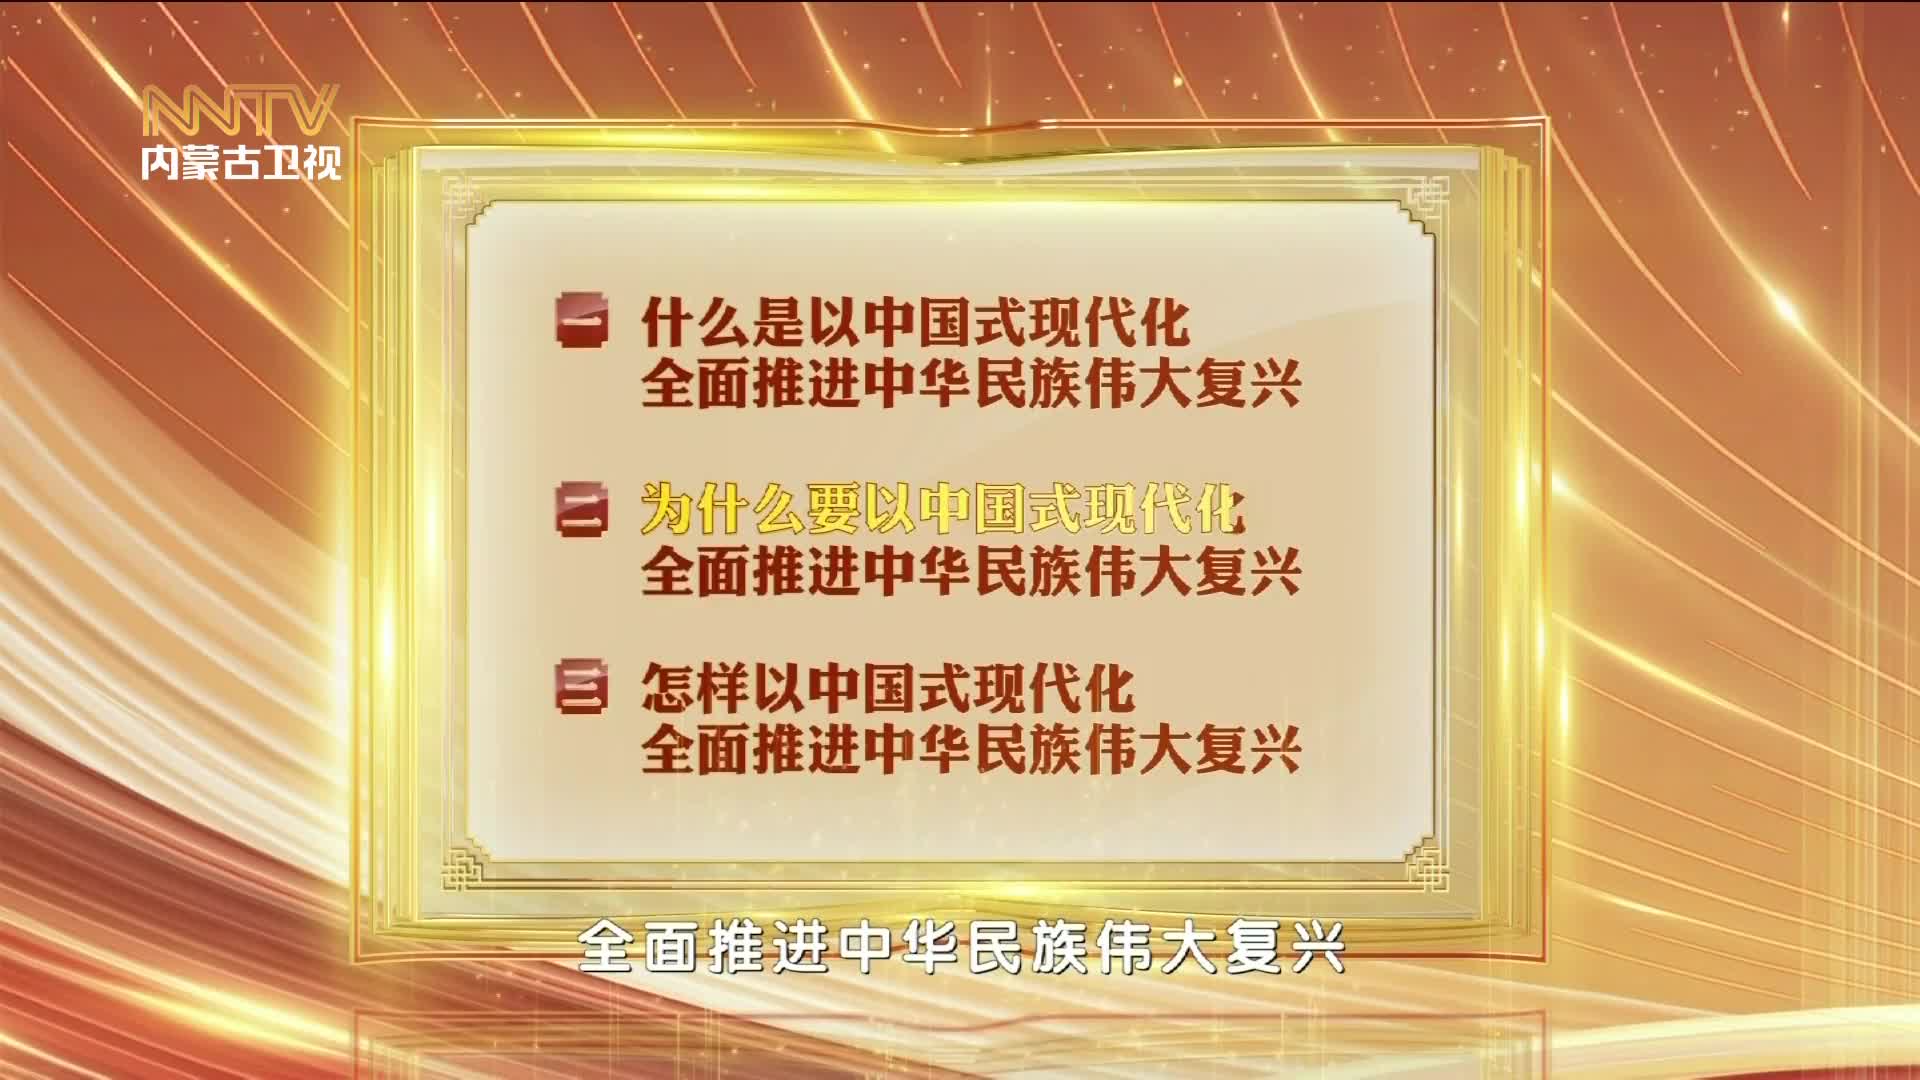 NNTV
内蒙古卫视
一 什么是以中国式现代化
全面推进中华民族伟大复兴
二 为什么要以中国式现代化
全面推进中华民族伟大复兴
三 怎样以中国式现代化
全面推进中华民族伟大复兴
全面推进中华民族伟大复兴